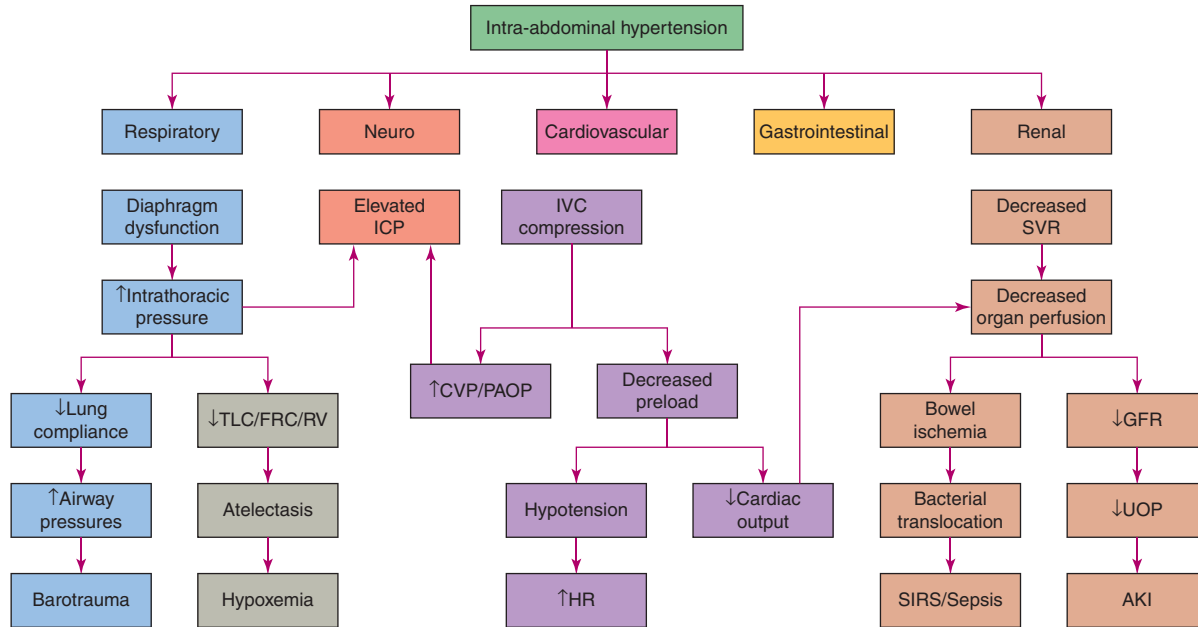 Intra-abdominal hypertension
Respiratory
Neuro
Cardiovascular
Gastrointestinal
Renal
Diaphragm
dysfunction
Elevated
ICP
IVC
compression
Decreased
SVR
↑Intrathoracic
pressure
Decreased
organ perfusion
↓Lung
compliance
↓TLC/FRC/RV
↑CVP/PAOP
Decreased
preload
Bowel
ischemia
↓GFR
↑Airway
pressures
Atelectasis
Hypotension
↓Cardiac
output
Bacterial
translocation
↓UOP
Barotrauma
Hypoxemia
↑HR
SIRS/Sepsis
AKI